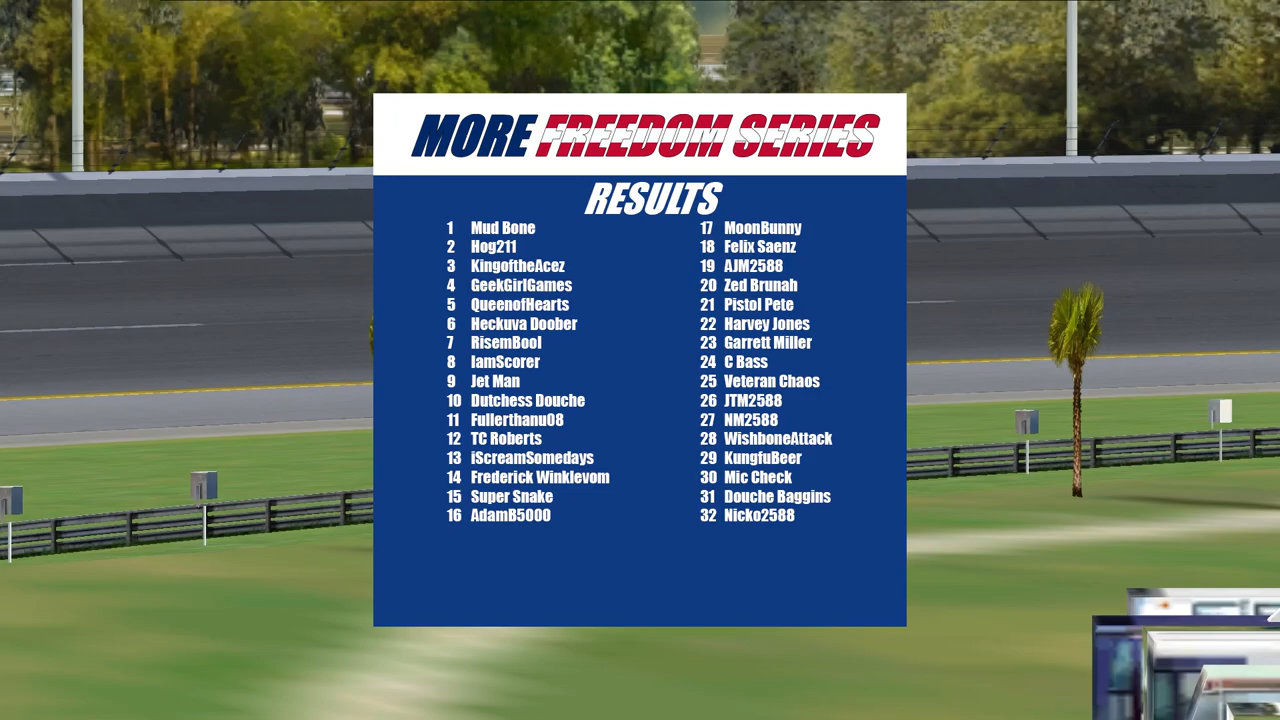 MORE FREEDOM SERIES
RESULTS
1 Mud Bone
2 Hog211
3 KingoftheAcez
4 GeekGirlGames
5 QueenofHearts
6 Heckuva Doober
7 RisemBool
8 IamScorer
9 Jet Man
10 Dutchess Douche
11 Fullerthanu08
12 TC Roberts
13 iScreamSomedays
14 Frederick Winklevom
15 Super Snake
16 AdamB5000
17 MoonBunny
18 Felix Saenz
19 AJM2588
20 Zed Brunah
21 Pistol Pete
22 Harvey Jones
23 Garrett Miller
24 C Bass
25 Veteran Chaos
26 JTM2588
27 NM2588
28 WishboneAttack
29 KungfuBeer
30 Mic Check
31 Douche Baggins
32 Nicko2588